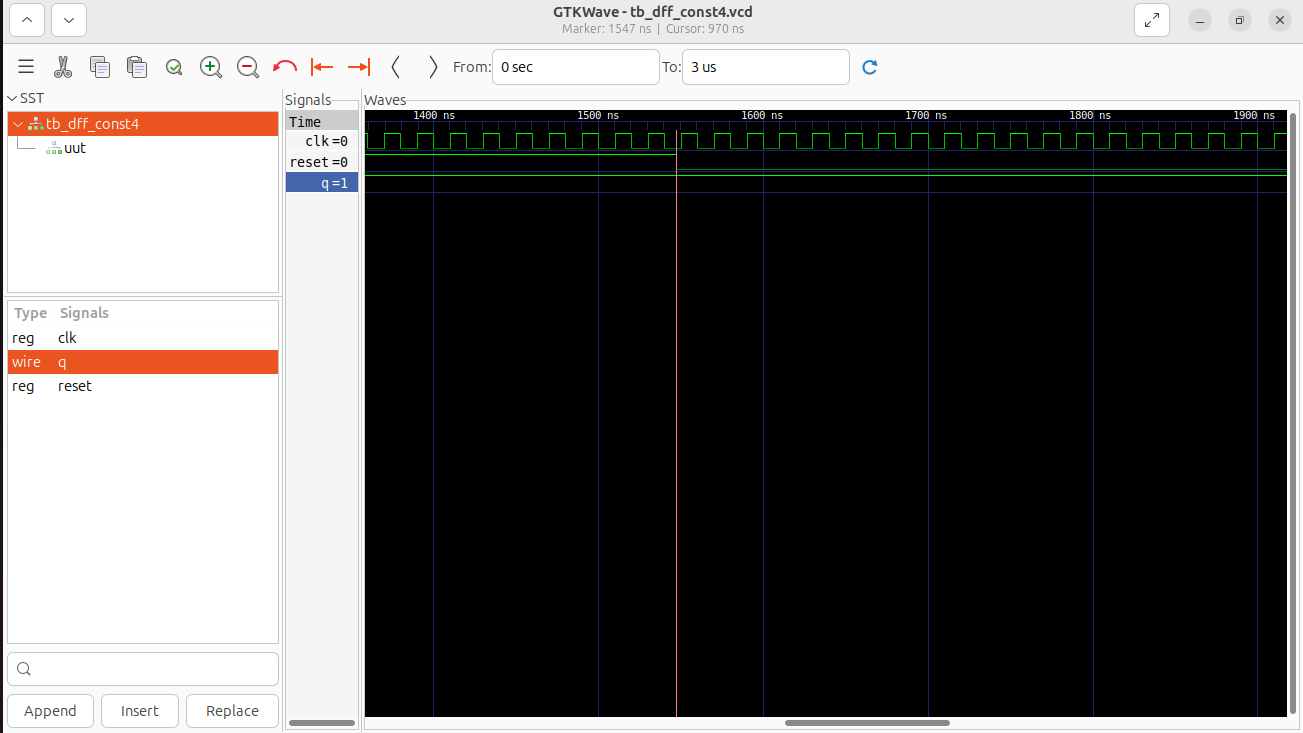 GTKWave - tb_dff_const4.vcd
Marker: 1547 ns | Cursor: 970 ns
From: 0 sec To: 3 us
SST
tb_dff_const4
uut
Type Signals
reg clk
wire q
reg reset
Append Insert Replace
Signals
Time
clk =0
reset =0
q =1
Waves
1400 ns 1500 ns 1600 ns 1700 ns 1800 ns 1900 ns